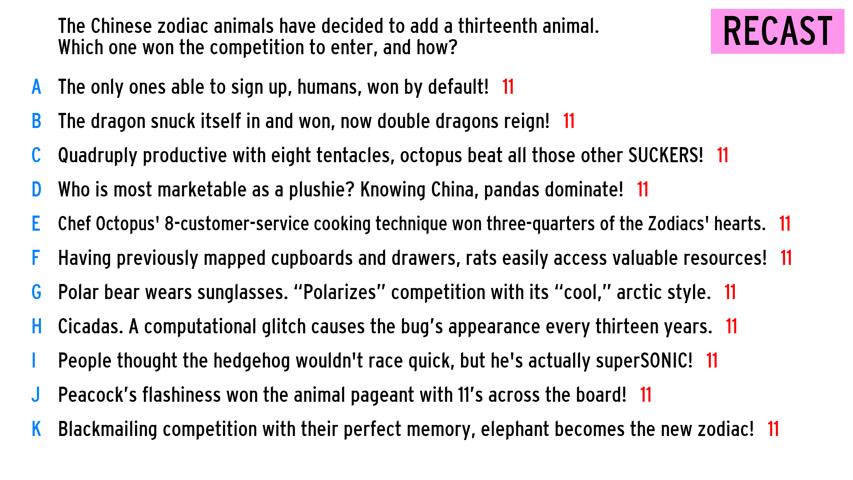 The Chinese zodiac animals have decided to add a thirteenth animal.
Which one won the competition to enter, and how?
RECAST
A The only ones able to sign up, humans, won by default! 11
B The dragon snuck itself in and won, now double dragons reign! 11
C Quadruply productive with eight tentacles, octopus beat all those other SUCKERS! 11
D Who is most marketable as a plushie? Knowing China, pandas dominate! 11
E Chef Octopus' 8-customer-service cooking technique won three-quarters of the Zodiacs' hearts. 11
F Having previously mapped cupboards and drawers, rats easily access valuable resources! 11
G Polar bear wears sunglasses. “Polarizes” competition with its “cool,” arctic style. 11
H Cicadas. A computational glitch causes the bug’s appearance every thirteen years. 11
I People thought the hedgehog wouldn't race quick, but he's actually superSONIC! 11
J Peacock’s flashiness won the animal pageant with 11’s across the board! 11
K Blackmailing competition with their perfect memory, elephant becomes the new zodiac! 11